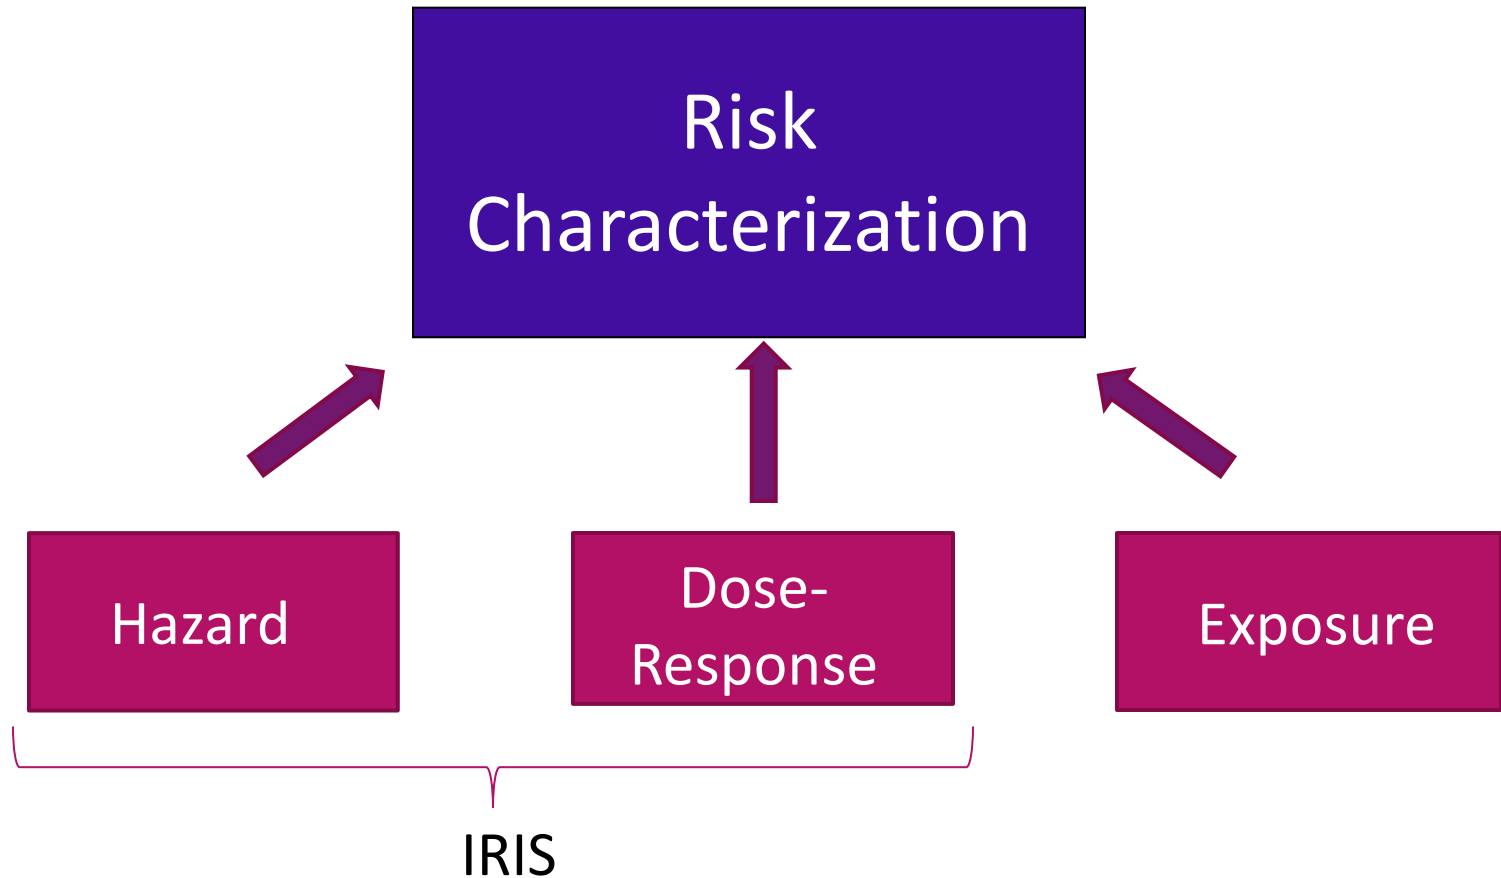 Risk
Characterization
Hazard
Dose-
Response
Exposure
IRIS